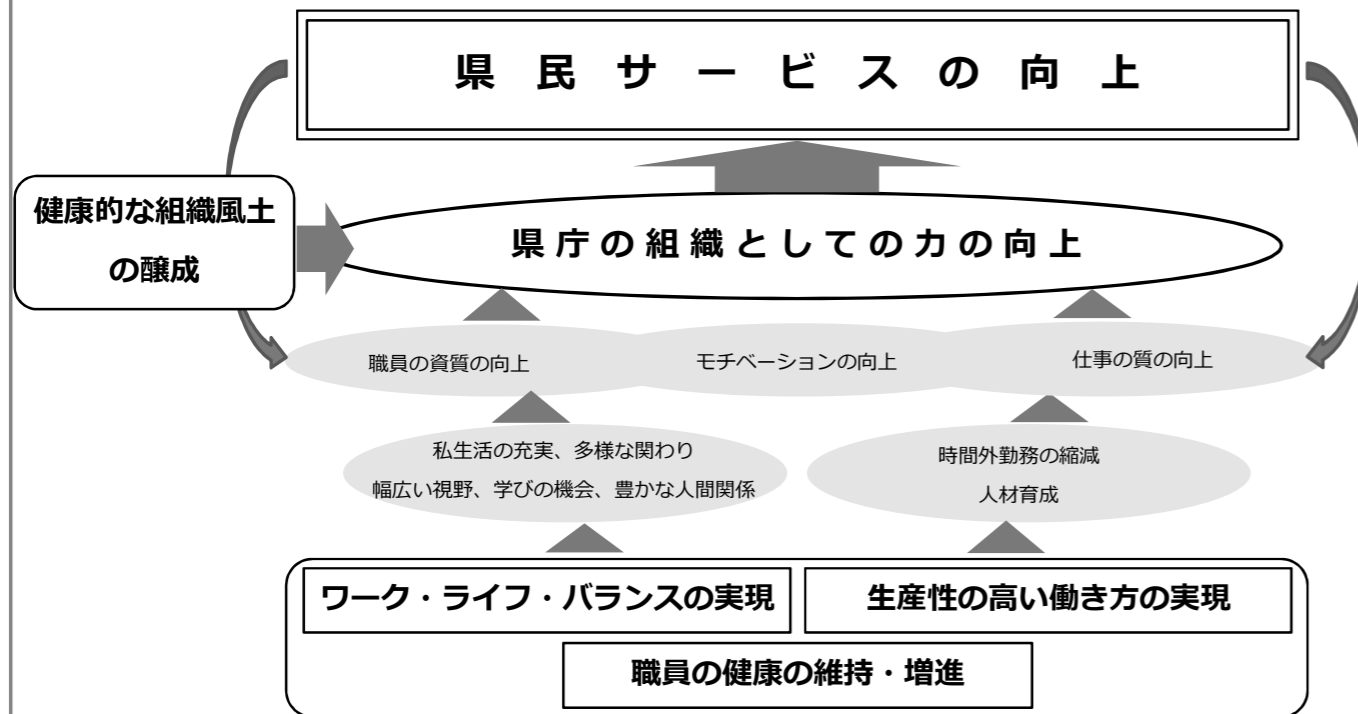 県民サービスの向上
健康的な組織風土
の醸成
県庁の組織としての力の向上
職員の資質の向上
モチベーションの向上
仕事の質の向上
私生活の充実、多様な関わり
幅広い視野、学びの機会、豊かな人間関係
時間外勤務の縮減
人材育成
ワーク・ライフ・バランスの実現
生産性の高い働き方の実現
職員の健康の維持・増進